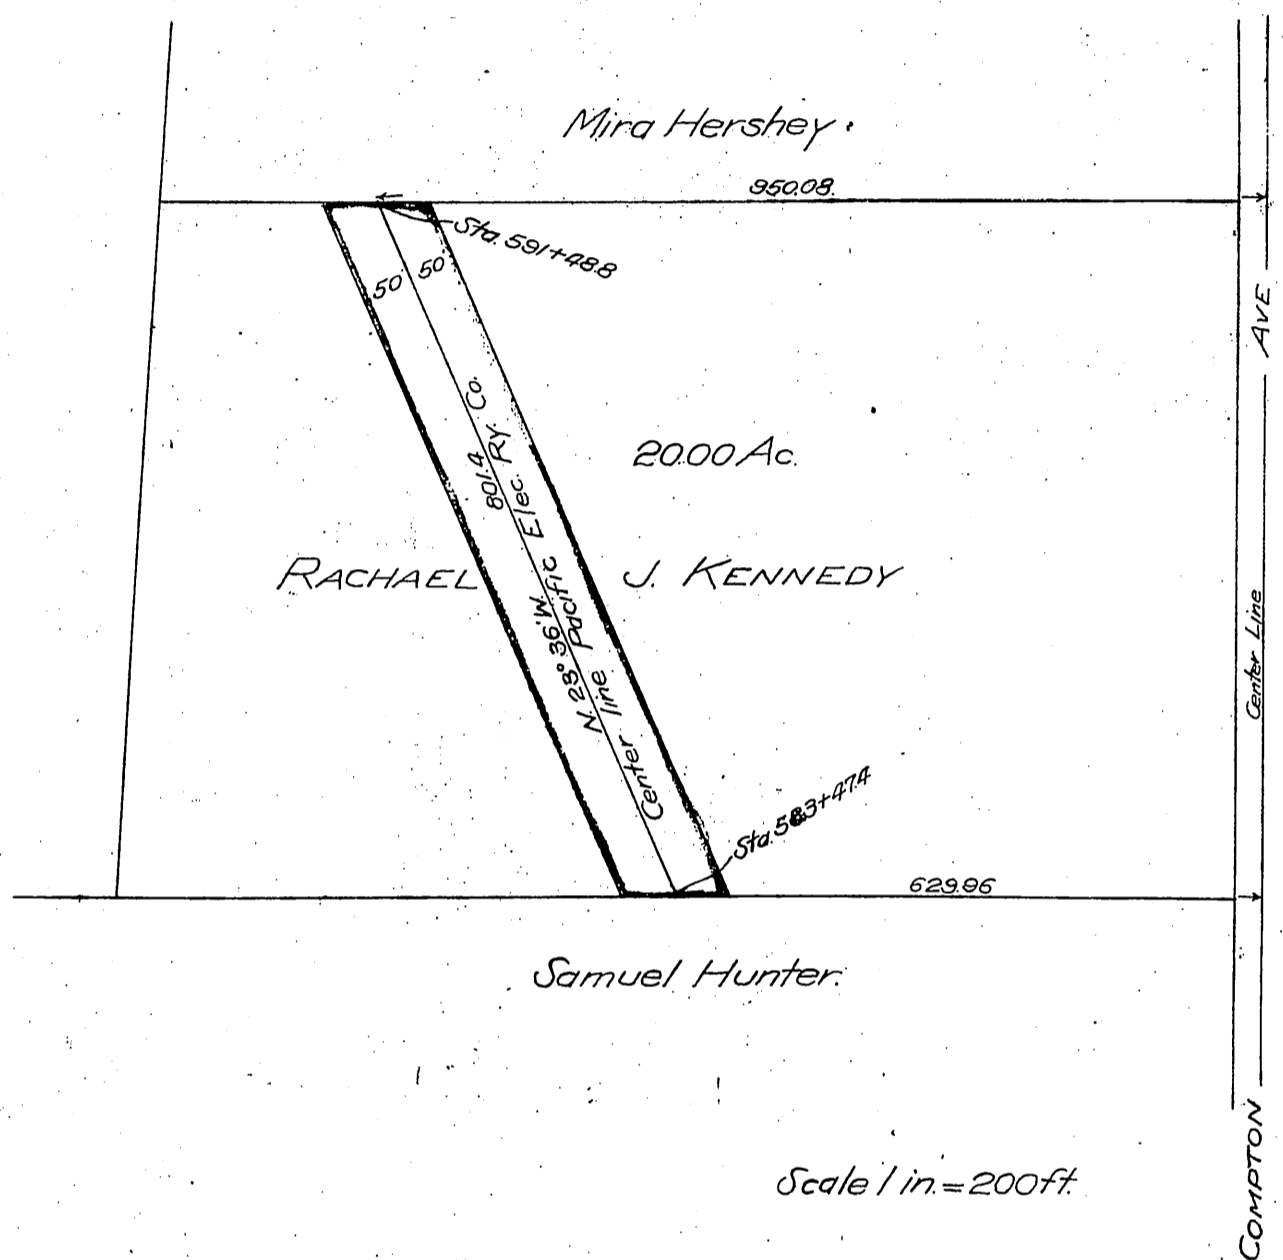 Mira Hershey.
950.08.
Sta. 591+48.8
50'
50'
AVE
801.4
Center line Pacific Elec. RY. Co.
N. 23° 36' W.
20.00 Ac.
RACHAEL J. KENNEDY
Center Line
Sta. 583+47.4
629.96
Samuel Hunter.
COMPTON
Scale 1 in. = 200 ft.